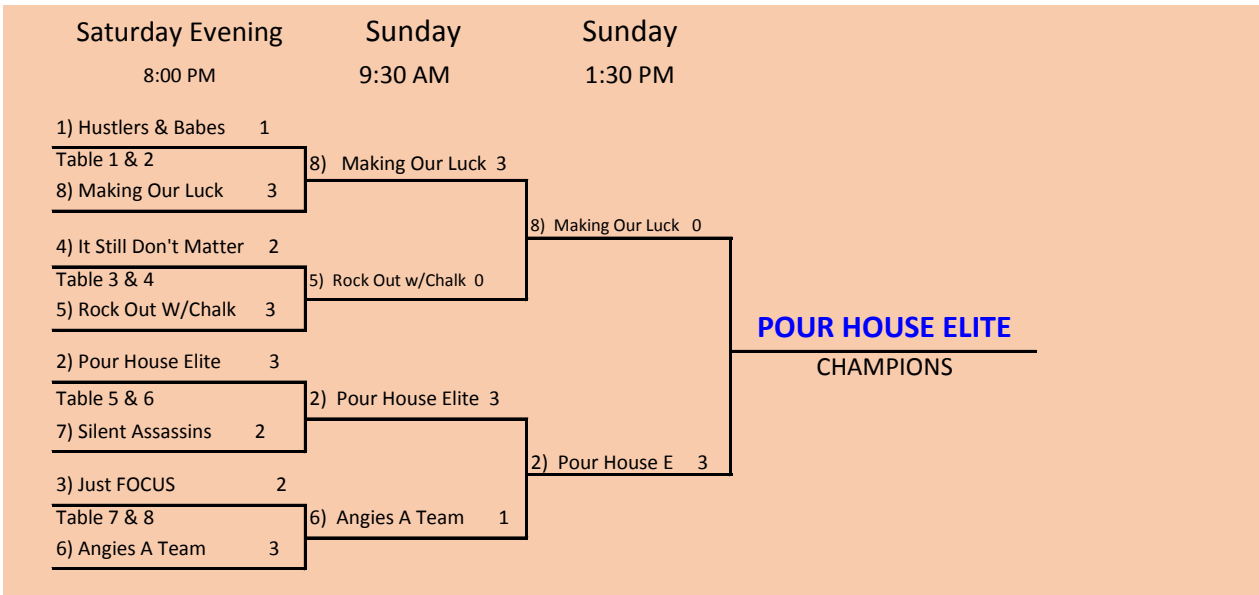 Saturday Evening Sunday Sunday
8:00 PM 9:30 AM 1:30 PM
1) Hustlers & Babes 1
Table 1 & 2
8) Making Our Luck 3
8) Making Our Luck 3
8) Making Our Luck 0
4) It Still Don't Matter 2
Table 3 & 4
5) Rock Out w/Chalk 0
5) Rock Out W/Chalk 3
POUR HOUSE ELITE
CHAMPIONS
2) Pour House Elite 3
Table 5 & 6
2) Pour House Elite 3
7) Silent Assassins 2
2) Pour House E 3
3) Just FOCUS 2
Table 7 & 8
6) Angies A Team 1
6) Angies A Team 3